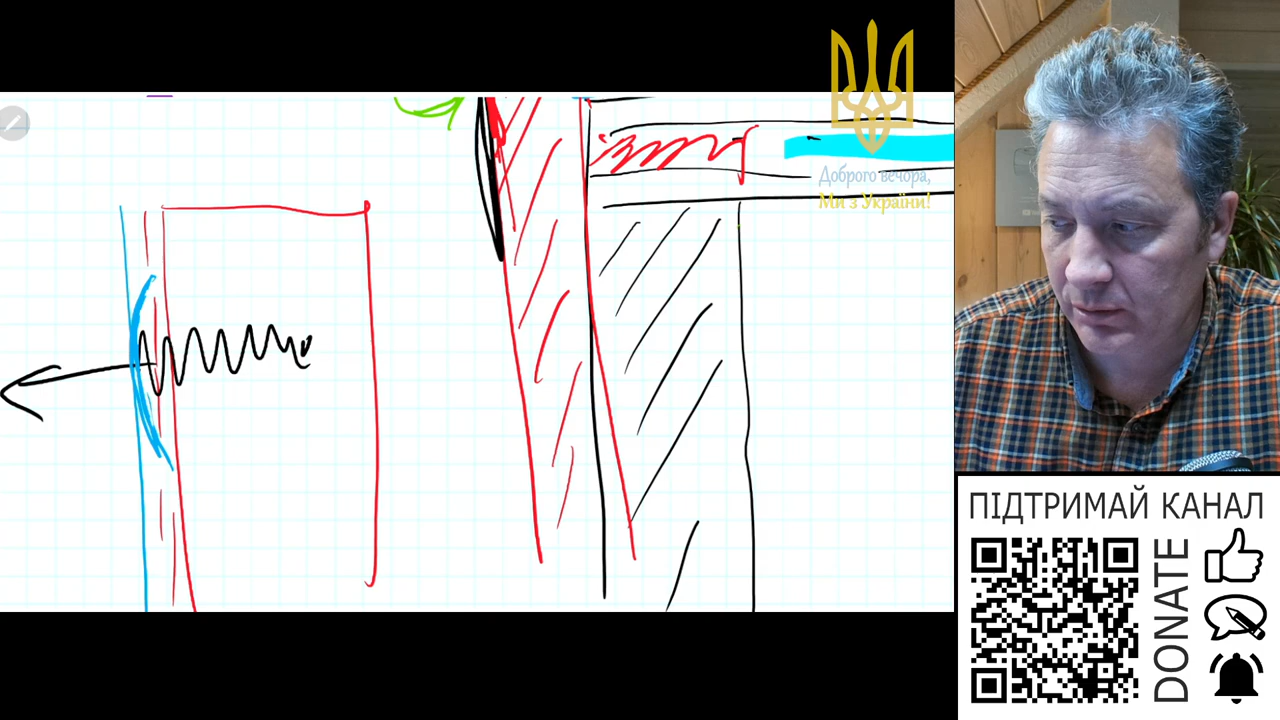 Доброго вечора,
Ми з України!
ПІДТРИМАЙ КАНАЛ
DONATE